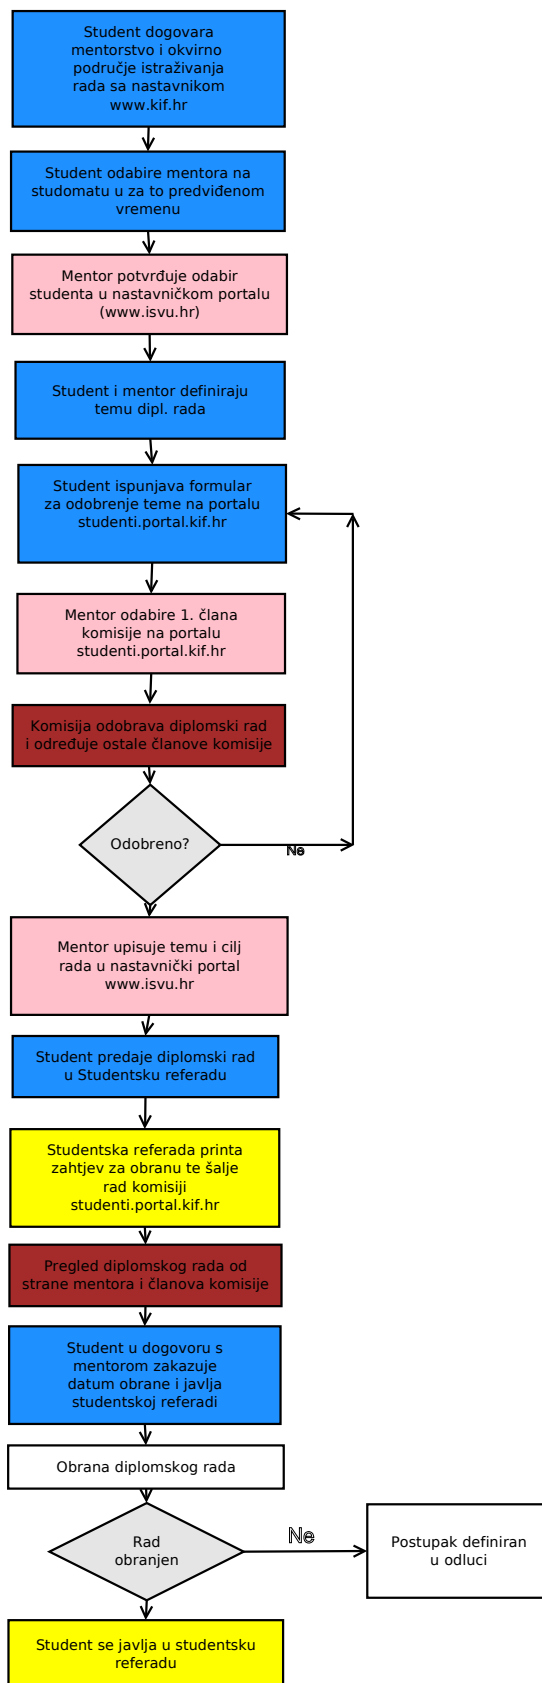 Student dogovara
mentorstvo i okvirno
područje istraživanja
rada sa nastavnikom
www.kif.hr
Student odabire mentora na
studomatu u za to predviđenom
vremenu
Mentor potvrđuje odabir
studenta u nastavničkom portalu
(www.isvu.hr)
Student i mentor definiraju
temu dipl. rada
Student ispunjava formular
za odobrenje teme na portalu
studenti.portal.kif.hr
Mentor odabire 1. člana
komisije na portalu
studenti.portal.kif.hr
Komisija odobrava diplomski rad
i određuje ostale članove komisije
Odobreno?
Ne
Mentor upisuje temu i cilj
rada u nastavnički portal
www.isvu.hr
Student predaje diplomski rad
u Studentsku referadu
Studentska referada printa
zahtjev za obranu te šalje
rad komisiji
studenti.portal.kif.hr
Pregled diplomskog rada od
strane mentora i članova komisije
Student u dogovoru s
mentorom zakazuje
datum obrane i javlja
studentskoj referadi
Obrana diplomskog rada
Rad
obranjen
Ne
Postupak definiran
u odluci
Student se javlja u studentsku
referadu